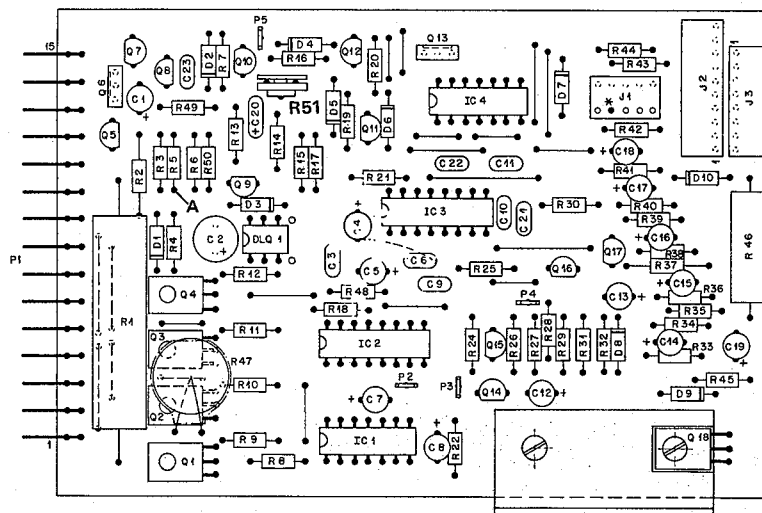 P5
15
Q7
Q8
C23
D2
R7
Q10
D4
R16
Q12
R20
Q13
R44
R43
J2
J3
Q6
C1
+
R49
R13
+C20
R51
R14
D5
R19
Q11
D6
IC4
D7
J1
*
Q5
R42
R2
R3
R5
R6
R50
R15
R17
C22
C11
+
C18
1
1
A
Q9
R21
R41
+
C17
D10
D3
C4
IC3
C10
C21
R30
R40
R39
+
C16
P1
R1
D1
R4
C2
+
DLQ1
C3
C6
Q17
R38
R37
R46
R12
C5
+
R25
Q16
C15
+
R36
Q4
R48
C9
P4
C13
+
R35
R18
R34
Q3
R11
IC2
R24
Q15
R26
R27
R28
R29
R31
R32
D8
+
C14
R33
C19
+
R47
R10
P2
P3
R45
+
C7
Q14
C12
+
D9
Q2
1
Q1
R9
R8
IC1
+
C8
R22
Q18